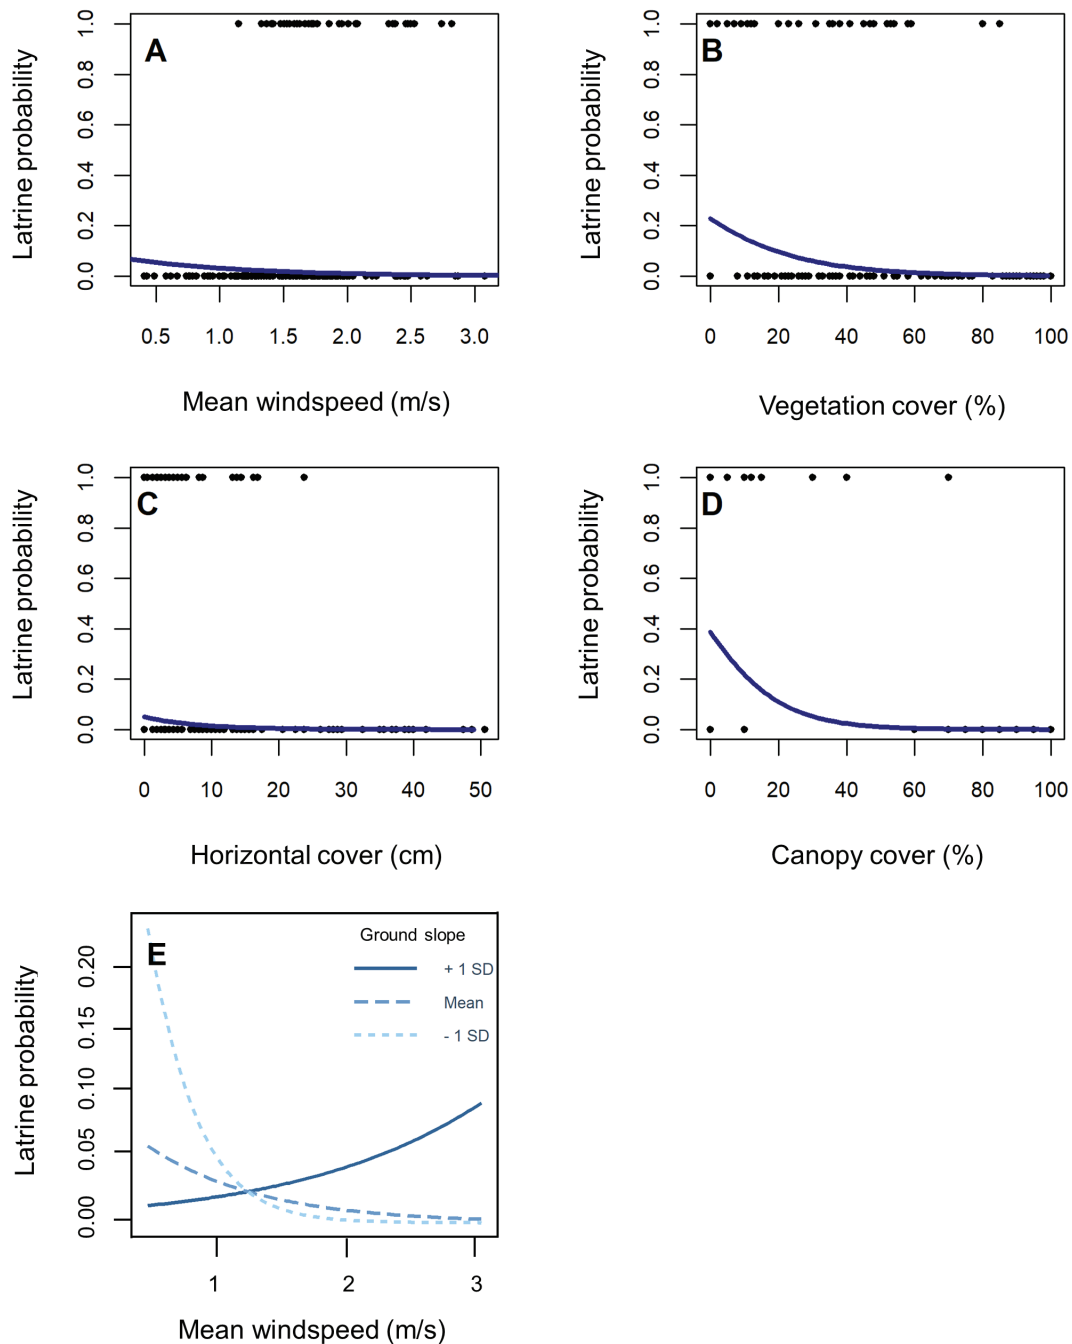 A
Latrine probability
1.0
0.8
0.6
0.4
0.2
0.0
0.5 1.0 1.5 2.0 2.5 3.0
Mean windspeed (m/s)
B
Latrine probability
1.0
0.8
0.6
0.4
0.2
0.0
0 20 40 60 80 100
Vegetation cover (%)
C
Latrine probability
1.0
0.8
0.6
0.4
0.2
0.0
0 10 20 30 40 50
Horizontal cover (cm)
D
Latrine probability
1.0
0.8
0.6
0.4
0.2
0.0
0 20 40 60 80 100
Canopy cover (%)
E
Latrine probability
0.20
0.15
0.10
0.05
0.00
Ground slope
+ 1 SD
Mean
- 1 SD
1 2 3
Mean windspeed (m/s)